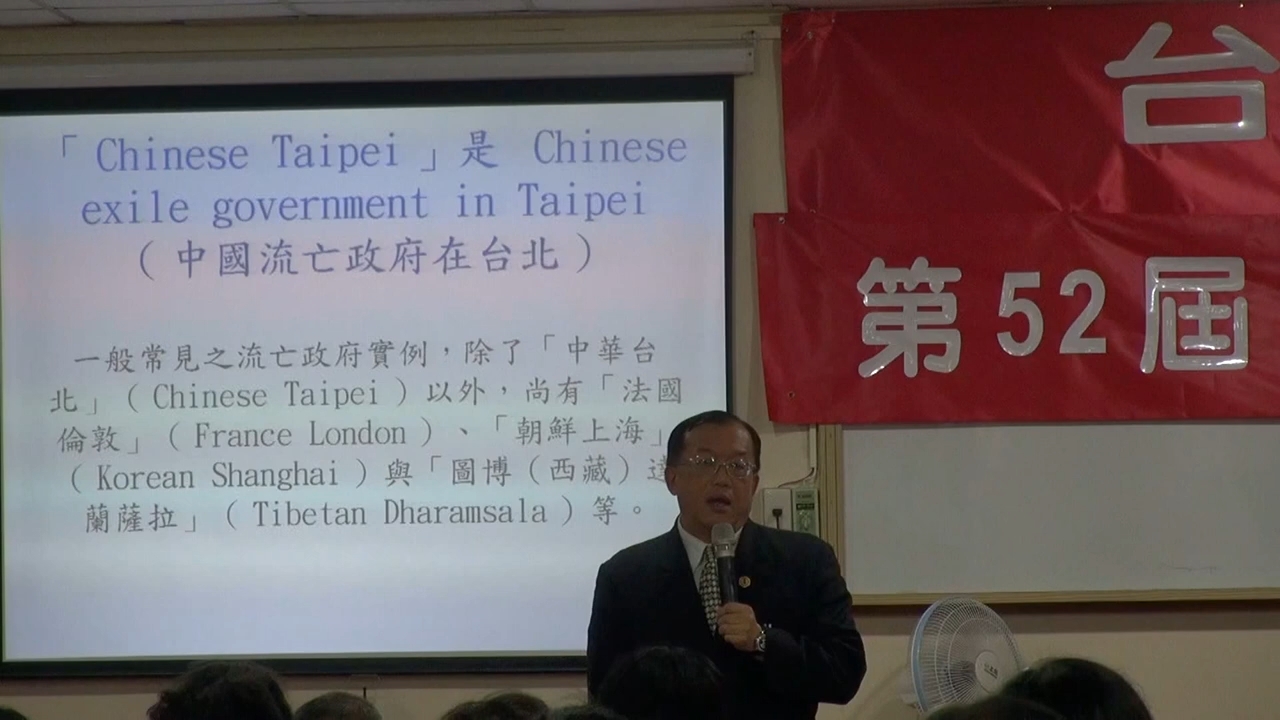 「Chinese Taipei」是 Chinese
exile government in Taipei
(中國流亡政府在台北)
一般常見之流亡政府實例，除了「中華台
北」(Chinese Taipei)以外，尚有「法國
倫敦」(France London)、「朝鮮上海」
(Korean Shanghai)與「圖博(西藏)達
蘭薩拉」(Tibetan Dharamsala)等。
台
第52屆